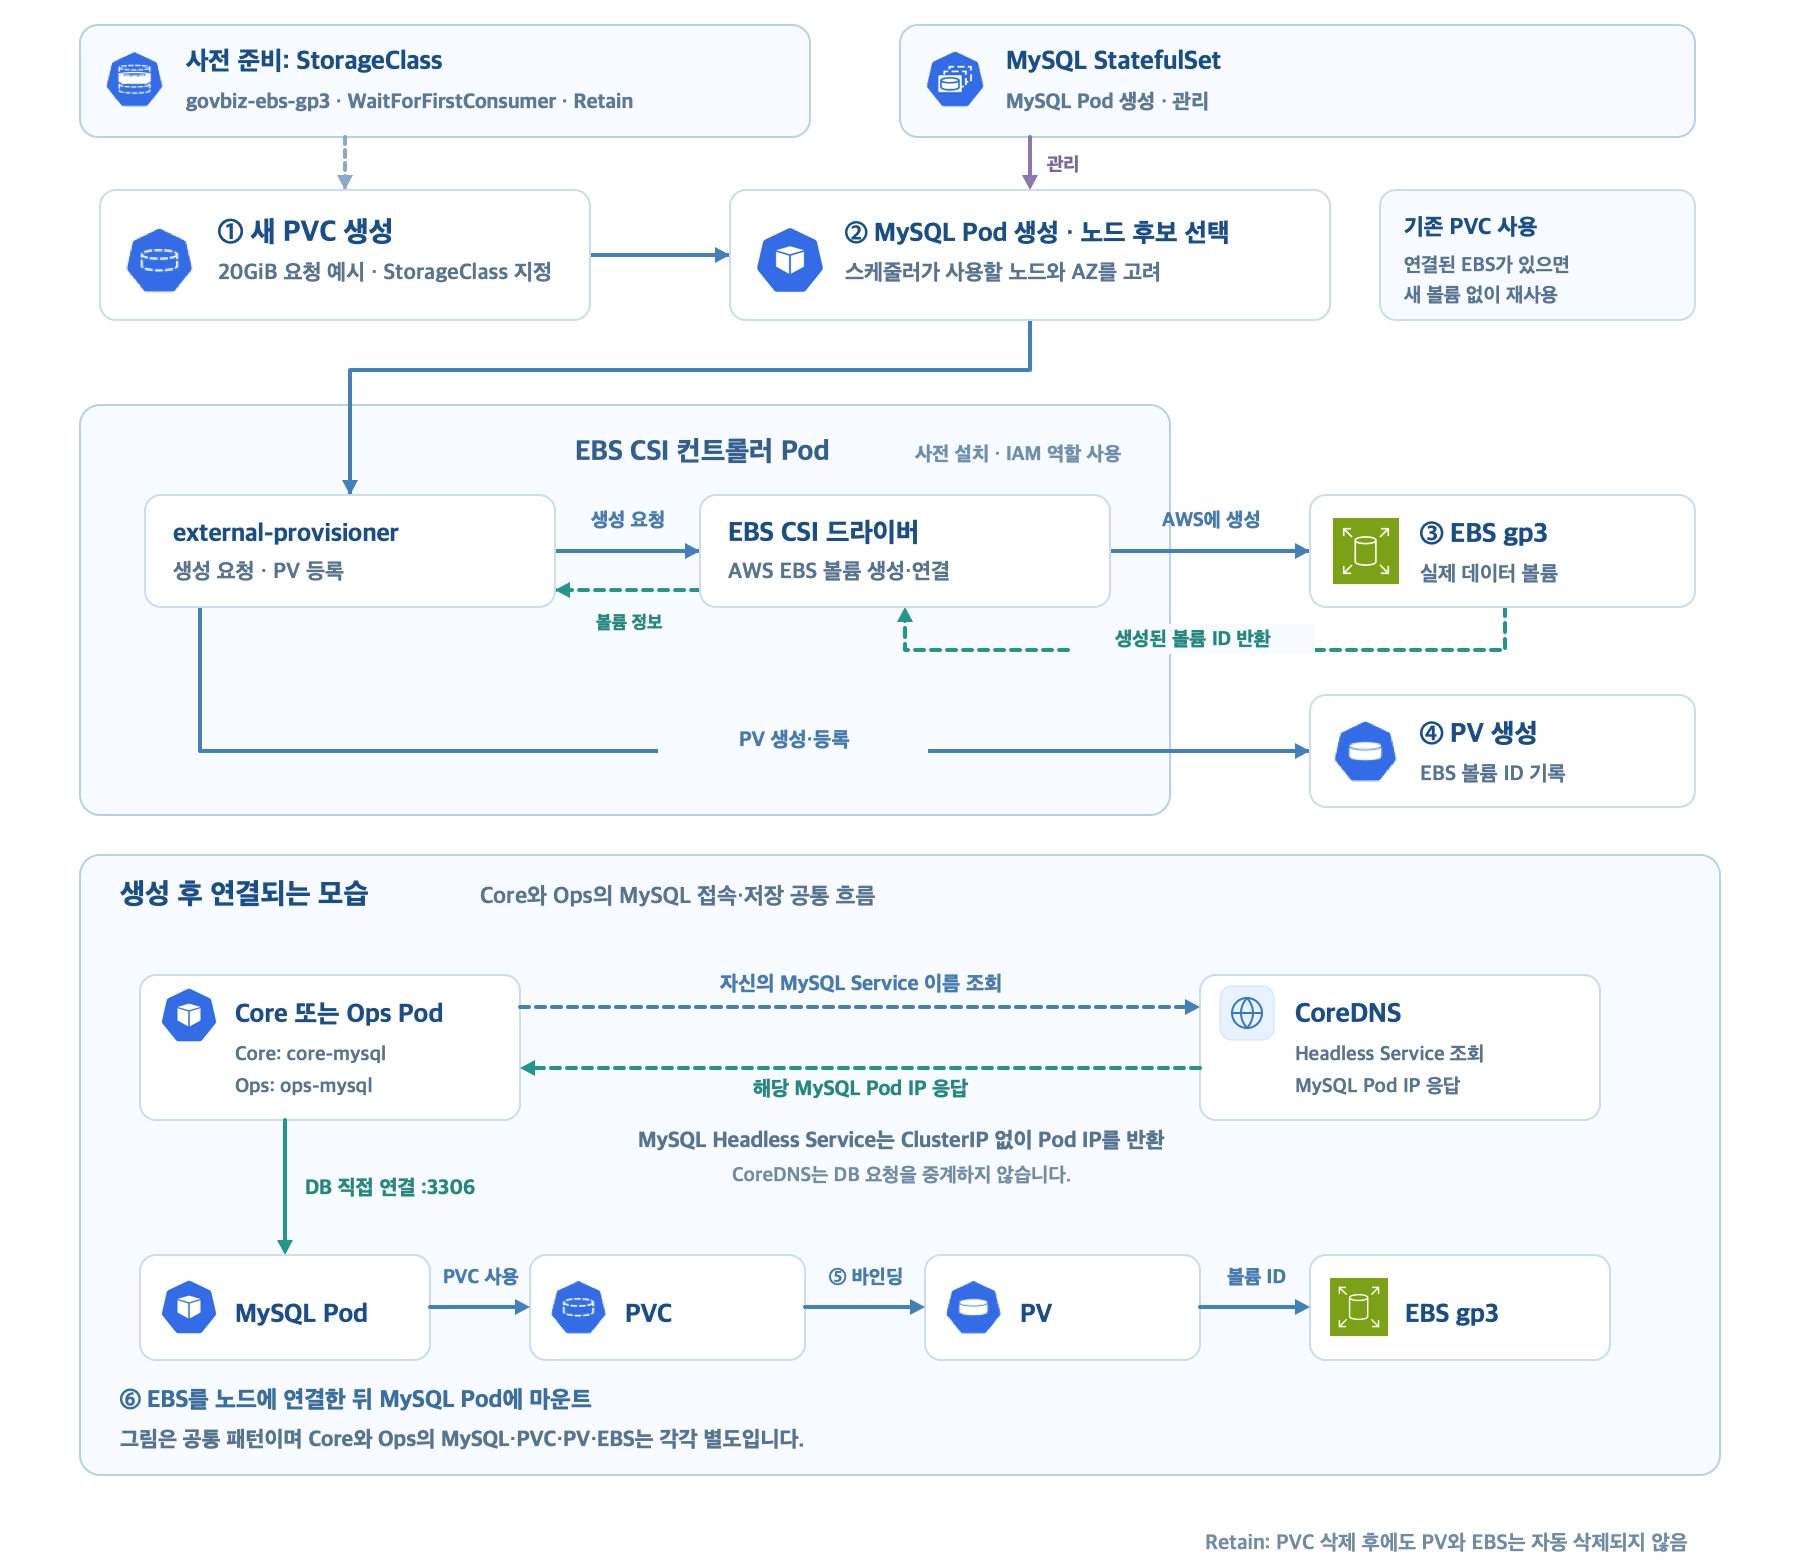 사전 준비: StorageClass
govbiz-ebs-gp3 · WaitForFirstConsumer · Retain
MySQL StatefulSet
MySQL Pod 생성 · 관리
관리
① 새 PVC 생성
20GiB 요청 예시 · StorageClass 지정
② MySQL Pod 생성 · 노드 후보 선택
스케줄러가 사용할 노드와 AZ를 고려
기존 PVC 사용
연결된 EBS가 있으면
새 볼륨 없이 재사용
EBS CSI 컨트롤러 Pod
사전 설치 · IAM 역할 사용
external-provisioner
생성 요청 · PV 등록
생성 요청
볼륨 정보
EBS CSI 드라이버
AWS EBS 볼륨 생성·연결
AWS에 생성
③ EBS gp3
실제 데이터 볼륨
생성된 볼륨 ID 반환
PV 생성·등록
④ PV 생성
EBS 볼륨 ID 기록
생성 후 연결되는 모습
Core와 Ops의 MySQL 접속·저장 공통 흐름
Core 또는 Ops Pod
Core: core-mysql
Ops: ops-mysql
자신의 MySQL Service 이름 조회
해당 MySQL Pod IP 응답
CoreDNS
Headless Service 조회
MySQL Pod IP 응답
MySQL Headless Service는 ClusterIP 없이 Pod IP를 반환
CoreDNS는 DB 요청을 중계하지 않습니다.
DB 직접 연결 :3306
MySQL Pod
PVC 사용
PVC
⑤ 바인딩
PV
볼륨 ID
EBS gp3
⑥ EBS를 노드에 연결한 뒤 MySQL Pod에 마운트
그림은 공통 패턴이며 Core와 Ops의 MySQL·PVC·PV·EBS는 각각 별도입니다.
Retain: PVC 삭제 후에도 PV와 EBS는 자동 삭제되지 않음